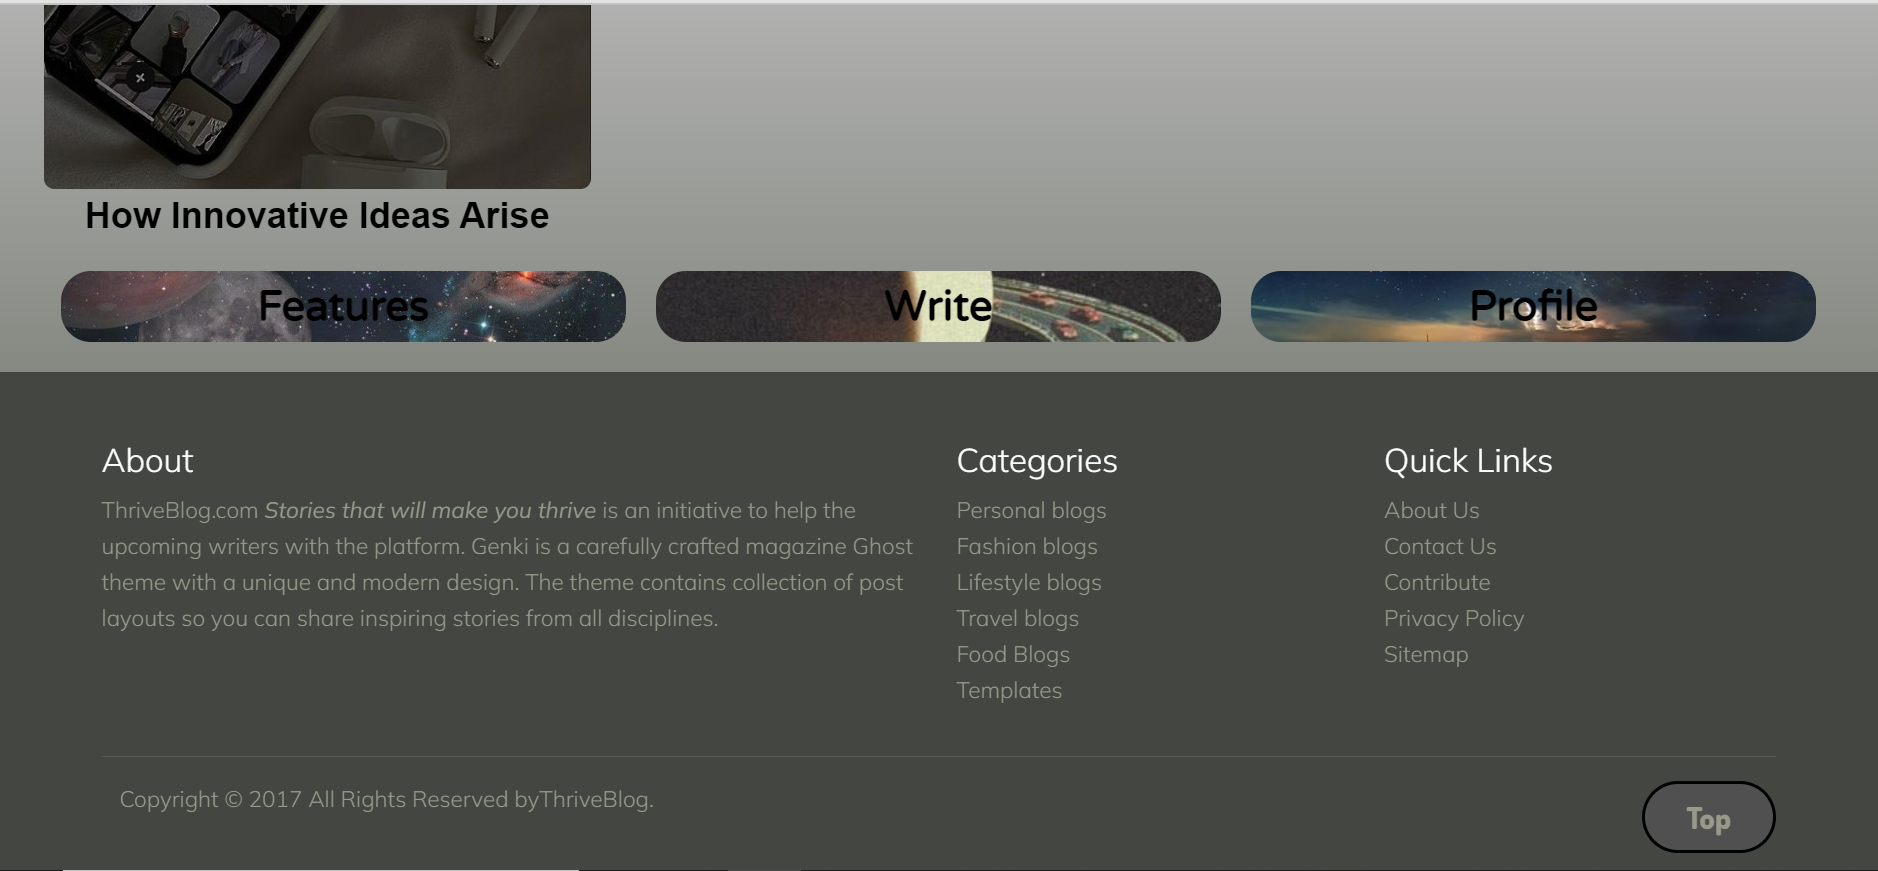 How Innovative Ideas Arise
Features
Write
Profile
About
ThriveBlog.com Stories that will make you thrive is an initiative to help the
upcoming writers with the platform. Genki is a carefully crafted magazine Ghost
theme with a unique and modern design. The theme contains collection of post
layouts so you can share inspiring stories from all disciplines.
Categories
Personal blogs
Fashion blogs
Lifestyle blogs
Travel blogs
Food Blogs
Templates
Quick Links
About Us
Contact Us
Contribute
Privacy Policy
Sitemap
Copyright © 2017 All Rights Reserved byThriveBlog.
Top